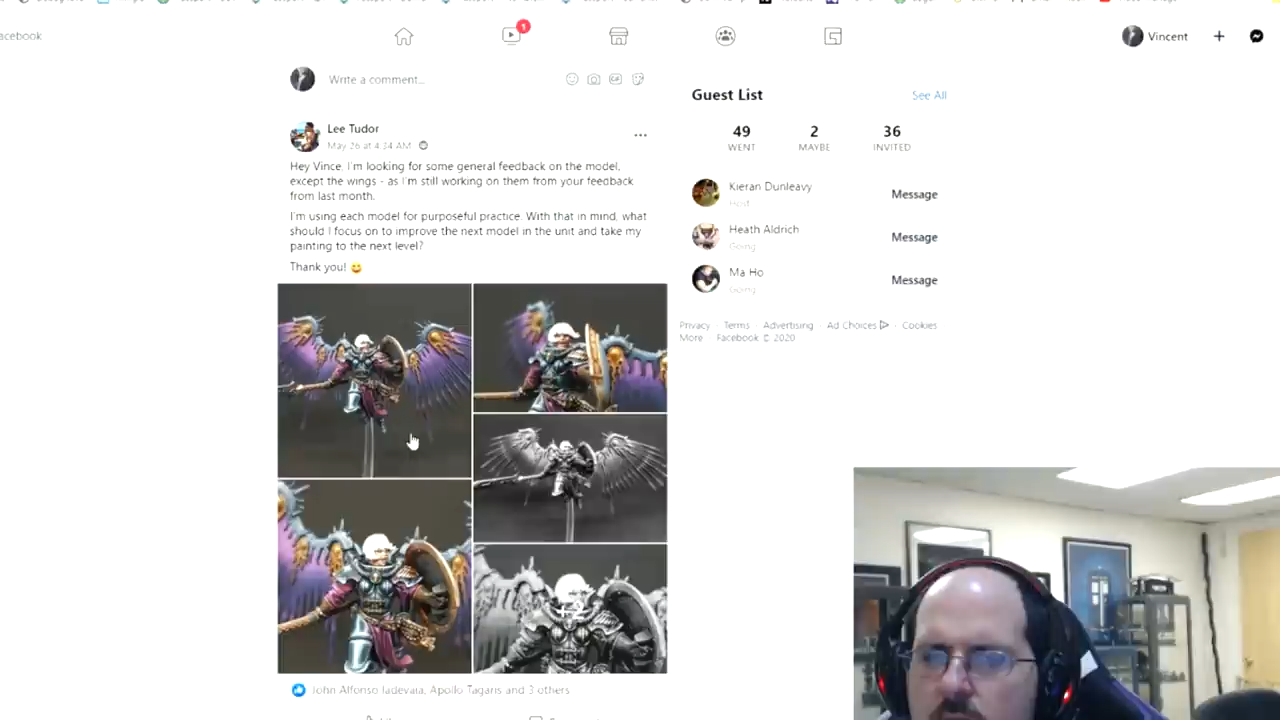 acebook
1
Vincent
Write a comment...
Guest List
See All
49
2
36
WENT
MAYBE
INVITED
Lee Tudor
May 26 at 4:34 AM
Hey Vince, I'm looking for some general feedback on the model,
except the wings - as I'm still working on them from your feedback
from last month.
I'm using each model for purposeful practice. With that in mind, what
should I focus on to improve the next model in the unit and take my
painting to the next level?
Thank you!
Kieran Dunleavy
Host
Message
Heath Aldrich
Going
Message
Ma Ho
Going
Message
Privacy · Terms · Advertising · Ad Choices · Cookies
More · Facebook © 2020
+2
John Alfonso Iadevaia, Apollo Tagaris and 3 others